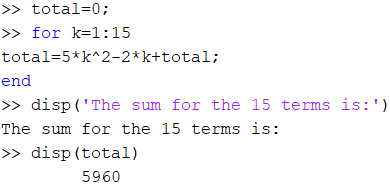 >> total=0;
>> for k=1:15
total=5*k^2-2*k+total;
end
>> disp('The sum for the 15 terms is:')
The sum for the 15 terms is:
>> disp(total)
5960